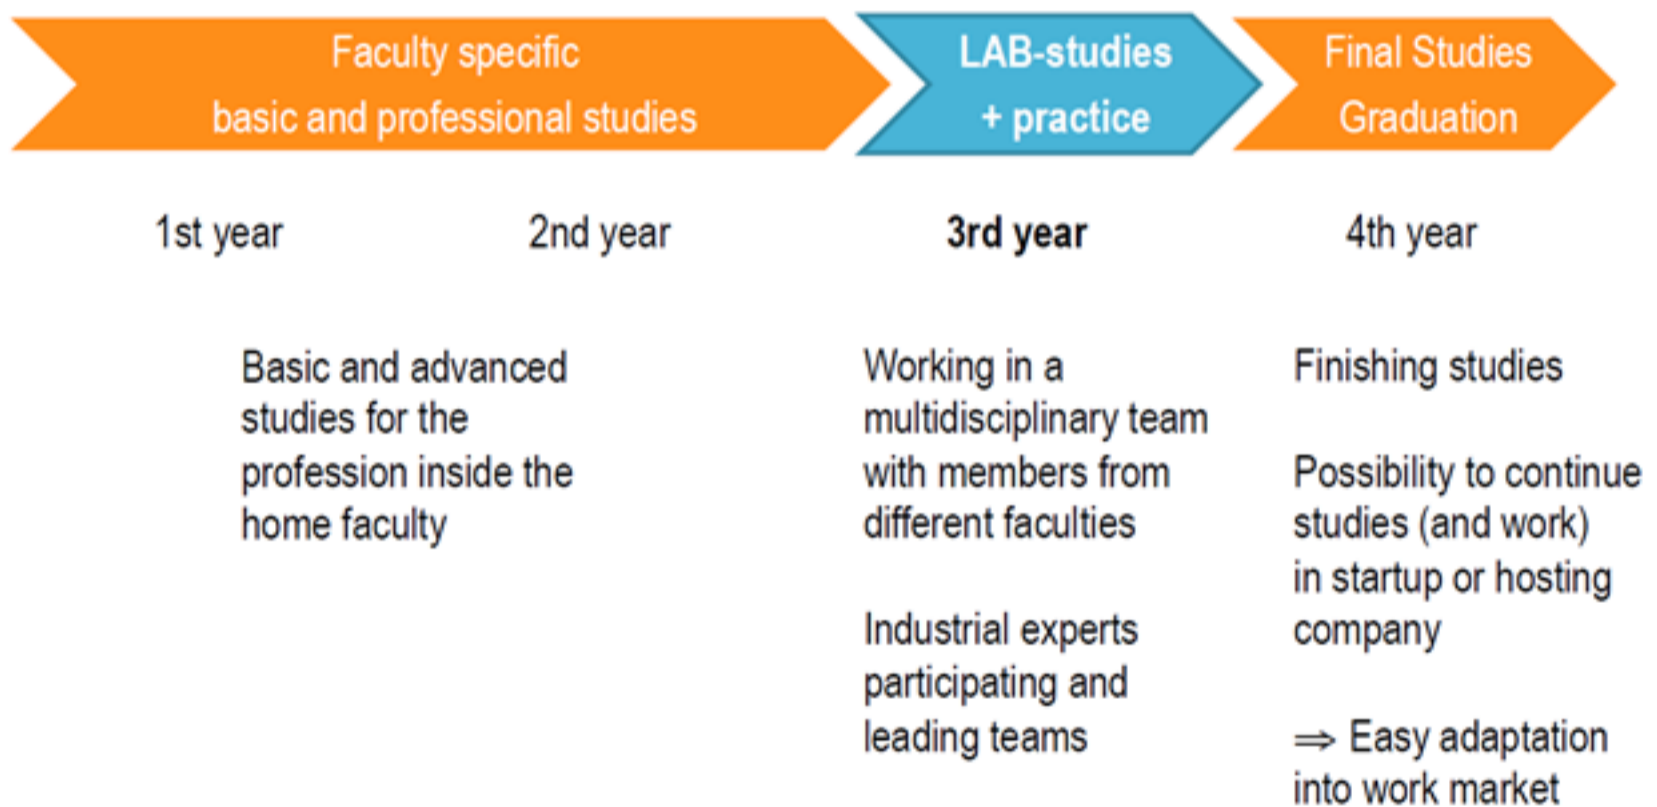 Faculty specific
basic and professional studies
LAB-studies
+ practice
Final Studies
Graduation
1st year
2nd year
3rd year
4th year
Basic and advanced
studies for the
profession inside the
home faculty
Working in a
multidisciplinary team
with members from
different faculties
Industrial experts
participating and
leading teams
Finishing studies
Possibility to continue
studies (and work)
in startup or hosting
company
⇒ Easy adaptation
into work market